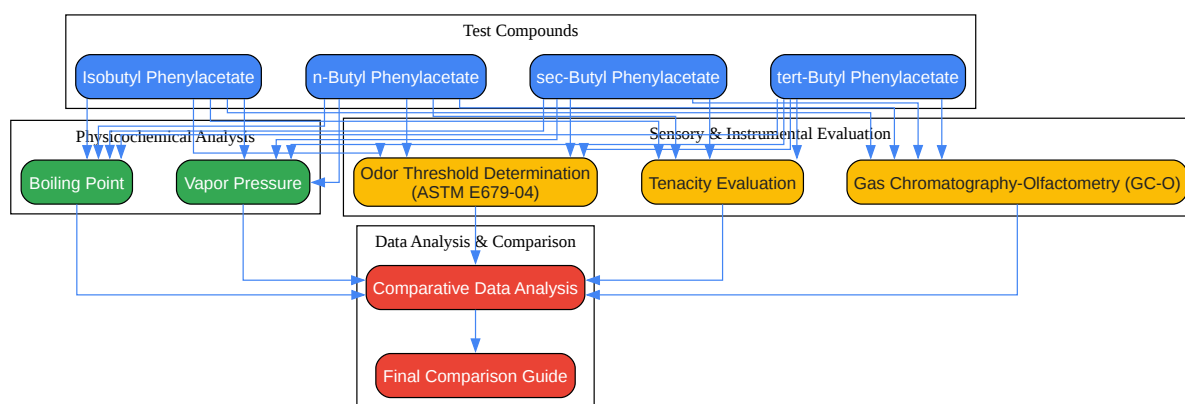 Test Compounds
Isobutyl Phenylacetate
n-Butyl Phenylacetate
sec-Butyl Phenylacetate
tert-Butyl Phenylacetate
Physicochemical Analysis
Sensory & Instrumental Evaluation
Boiling Point
Vapor Pressure
Odor Threshold Determination
(ASTM E679-04)
Tenacity Evaluation
Gas Chromatography-Olfactometry (GC-O)
Data Analysis & Comparison
Comparative Data Analysis
Final Comparison Guide